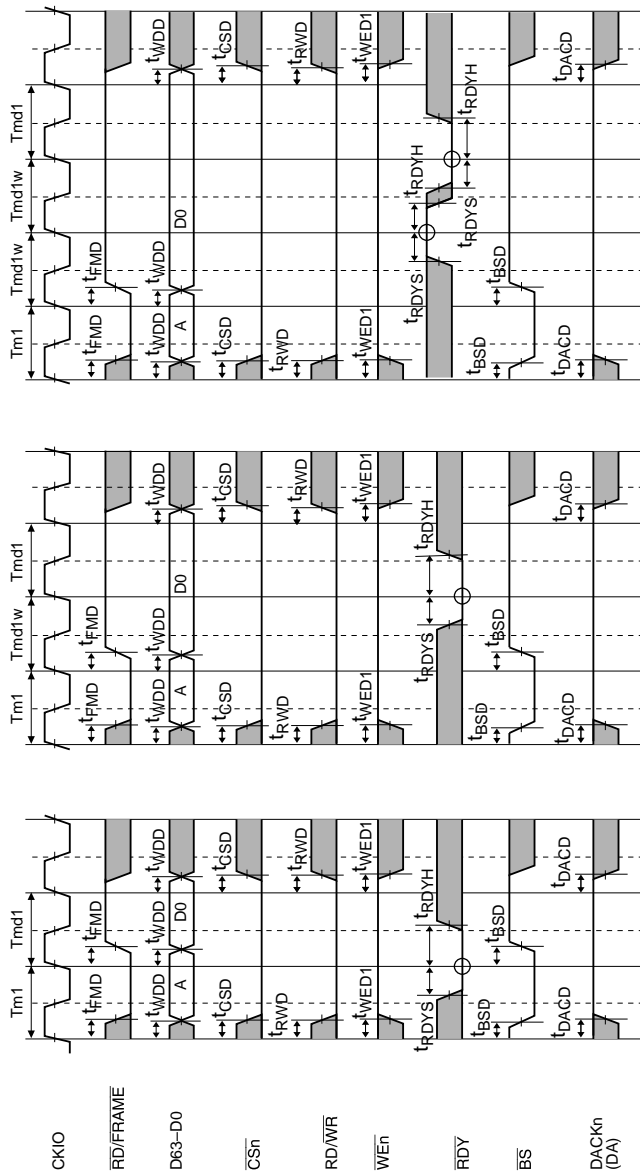 Tm1 Tmd1 Tm1 Tmd1w Tmd1 Tm1 Tmd1w Tmd1w Tmd1
CKIO
tFMD tFMD tFMD tFMD tFMD tFMD
RD/FRAME
tWDD tWDD tWDD tWDD tWDD tWDD tWDD tWDD tWDD
D63–D0 A D0 A D0 A D0
tCSD tCSD tCSD tCSD tCSD tCSD
CSn
tRWD tRWD tRWD tRWD tRWD tRWD
RD/WR
tWED1 tWED1 tWED1 tWED1 tWED1 tWED1
WEn
tRDYS tRDYH tRDYS tRDYH tRDYS tRDYH
RDY
tRDYS tRDYH
tBSD tBSD tBSD tBSD tBSD tBSD
BS
tDACD tDACD tDACD tDACD tDACD tDACD
DACKn
(DA)